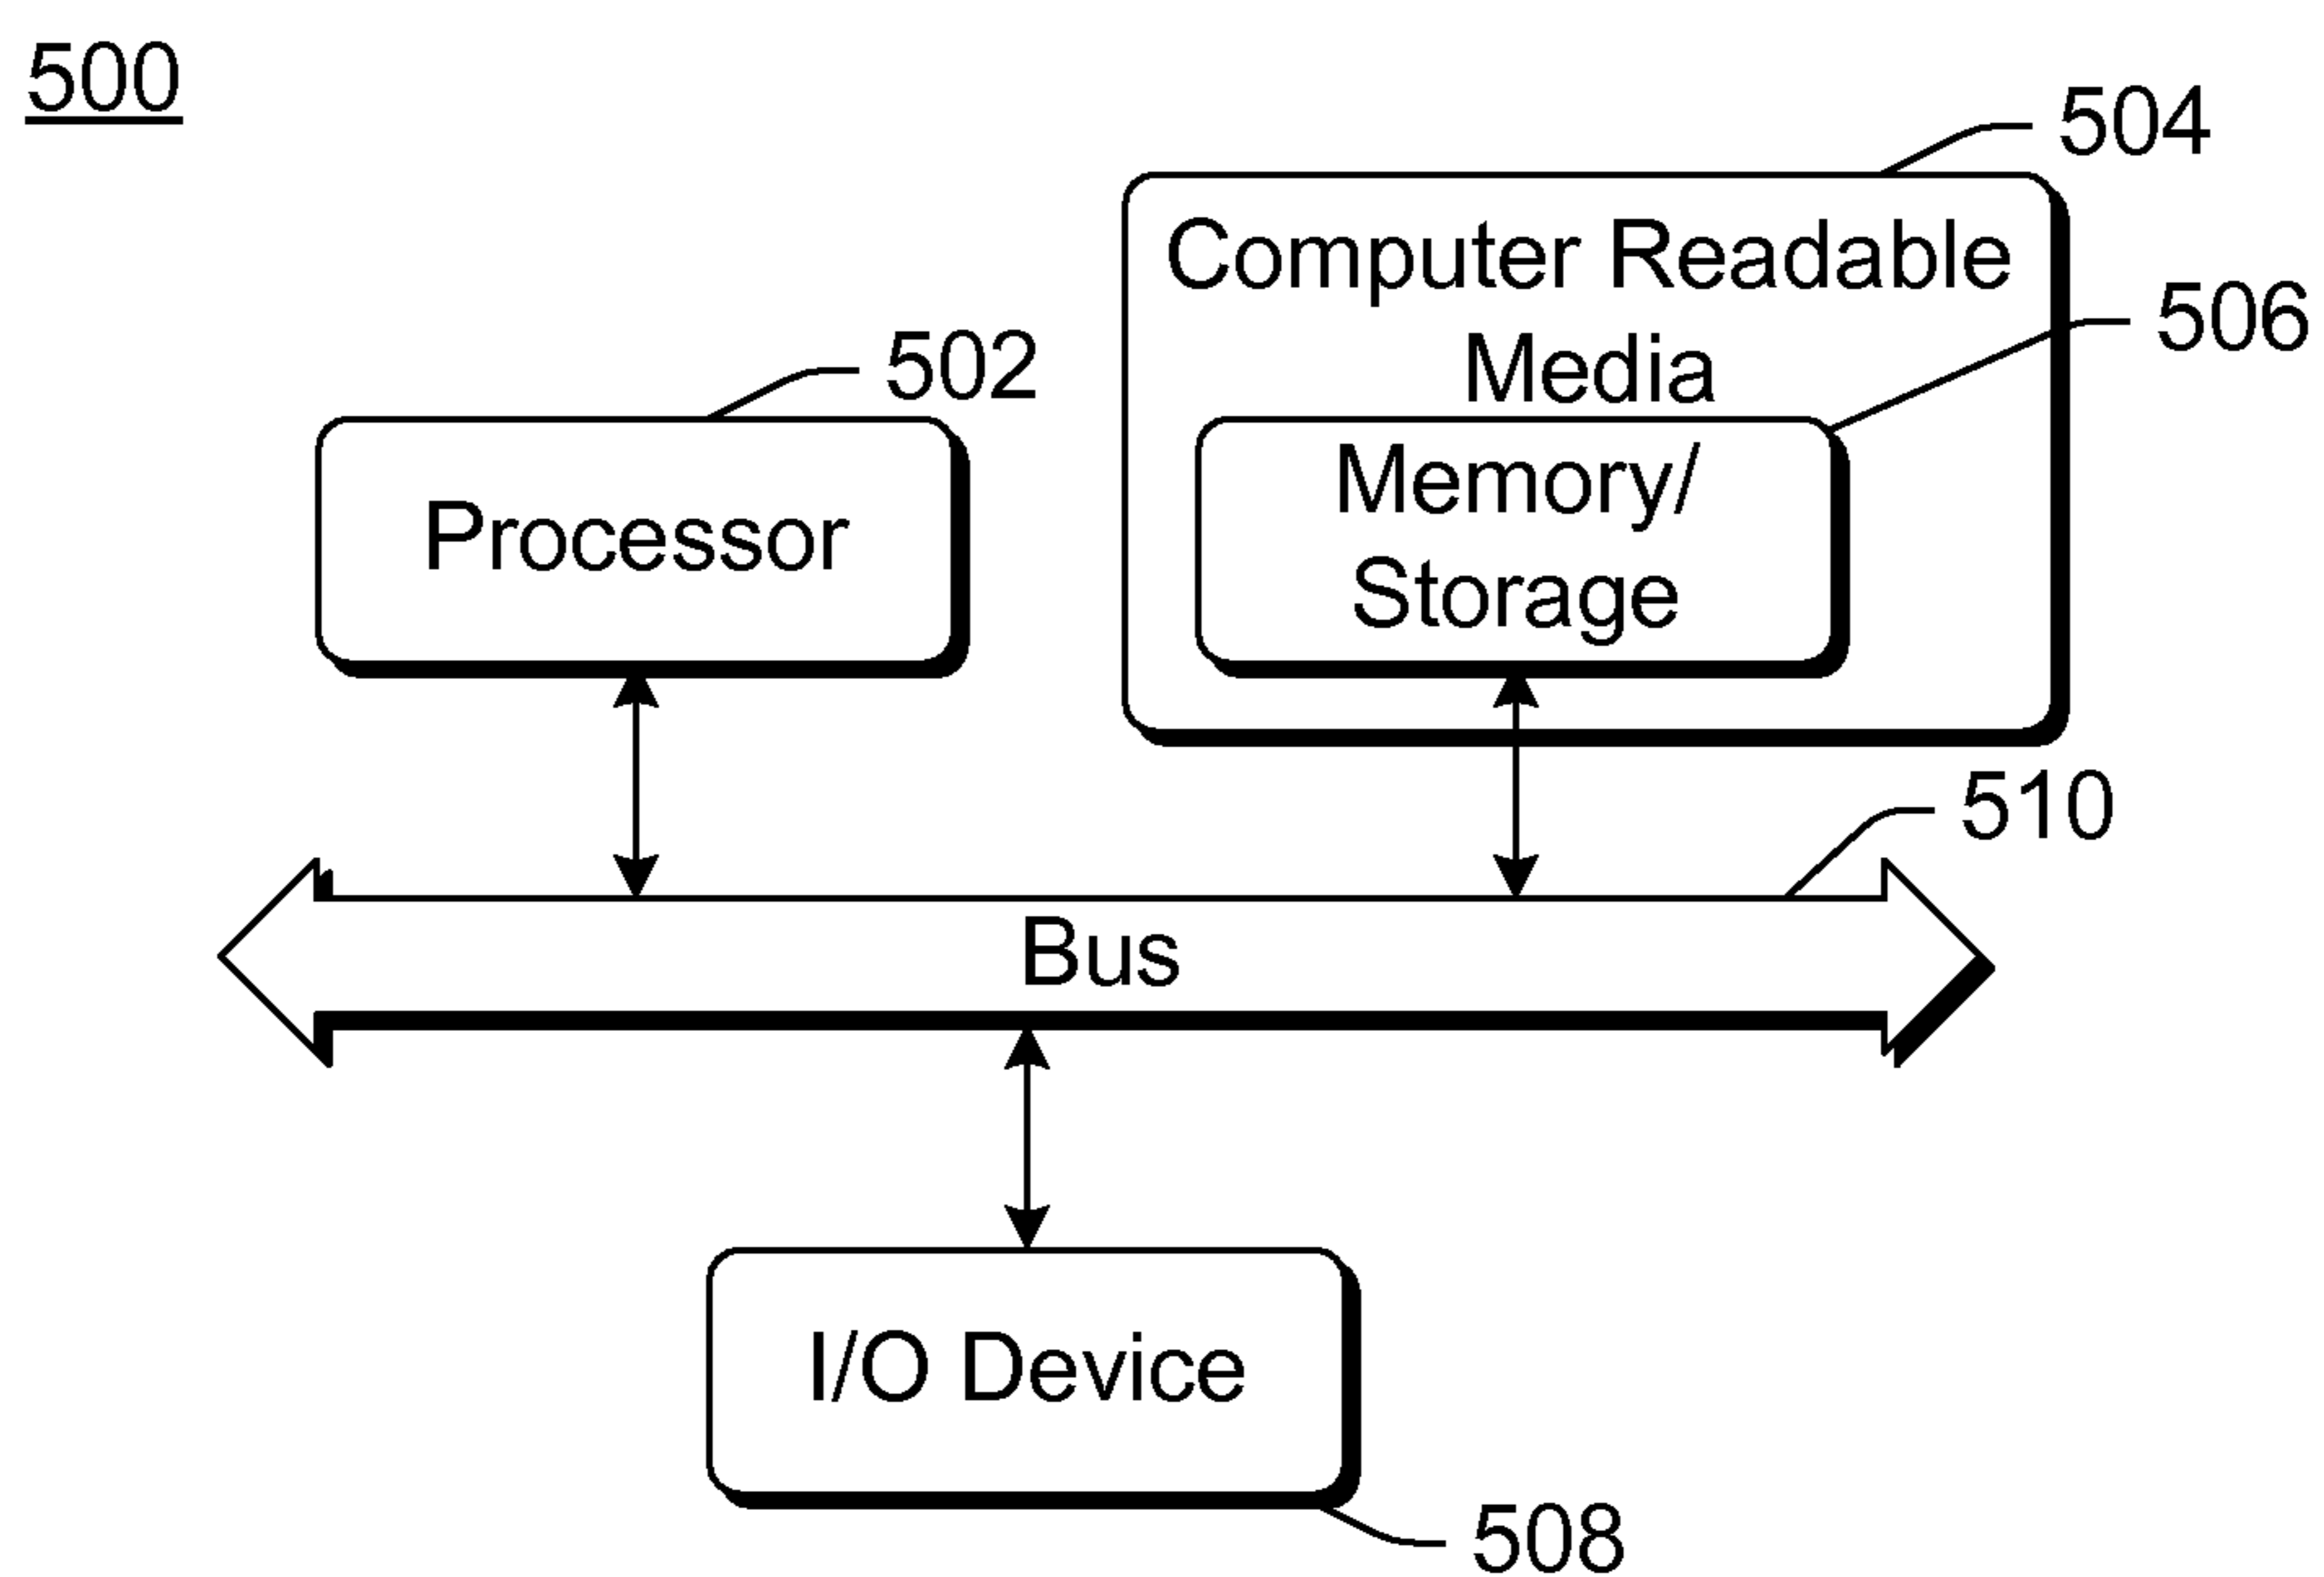 500
504
Computer Readable
Media
506
502
Processor
Memory/
Storage
510
Bus
I/O Device
508